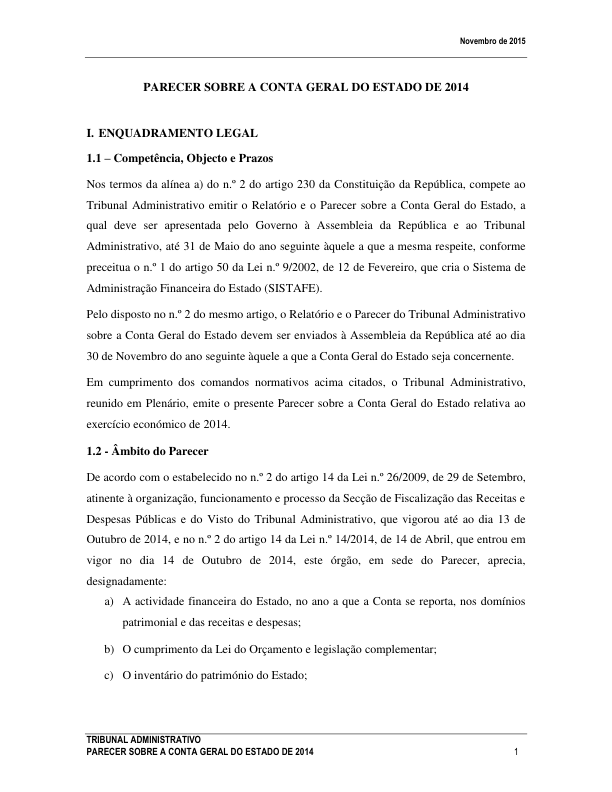 Novembro de 2015
PARECER SOBRE A CONTA GERAL DO ESTADO DE 2014
I. ENQUADRAMENTO LEGAL
1.1 – Competência, Objecto e Prazos
Nos termos da alínea a) do n.º 2 do artigo 230 da Constituição da República, compete ao
Tribunal Administrativo emitir o Relatório e o Parecer sobre a Conta Geral do Estado, a
qual deve ser apresentada pelo Governo à Assembleia da República e ao Tribunal
Administrativo, até 31 de Maio do ano seguinte àquele a que a mesma respeite, conforme
preceitua o n.º 1 do artigo 50 da Lei n.º 9/2002, de 12 de Fevereiro, que cria o Sistema de
Administração Financeira do Estado (SISTAFE).
Pelo disposto no n.º 2 do mesmo artigo, o Relatório e o Parecer do Tribunal Administrativo
sobre a Conta Geral do Estado devem ser enviados à Assembleia da República até ao dia
30 de Novembro do ano seguinte àquele a que a Conta Geral do Estado seja concernente.
Em cumprimento dos comandos normativos acima citados, o Tribunal Administrativo,
reunido em Plenário, emite o presente Parecer sobre a Conta Geral do Estado relativa ao
exercício económico de 2014.
1.2 - Âmbito do Parecer
De acordo com o estabelecido no n.º 2 do artigo 14 da Lei n.º 26/2009, de 29 de Setembro,
atinente à organização, funcionamento e processo da Secção de Fiscalização das Receitas e
Despesas Públicas e do Visto do Tribunal Administrativo, que vigorou até ao dia 13 de
Outubro de 2014, e no n.º 2 do artigo 14 da Lei n.º 14/2014, de 14 de Abril, que entrou em
vigor no dia 14 de Outubro de 2014, este órgão, em sede do Parecer, aprecia,
designadamente:
a) A actividade financeira do Estado, no ano a que a Conta se reporta, nos domínios
patrimonial e das receitas e despesas;
b) O cumprimento da Lei do Orçamento e legislação complementar;
c) O inventário do património do Estado;
TRIBUNAL ADMINISTRATIVO
PARECER SOBRE A CONTA GERAL DO ESTADO DE 2014 1